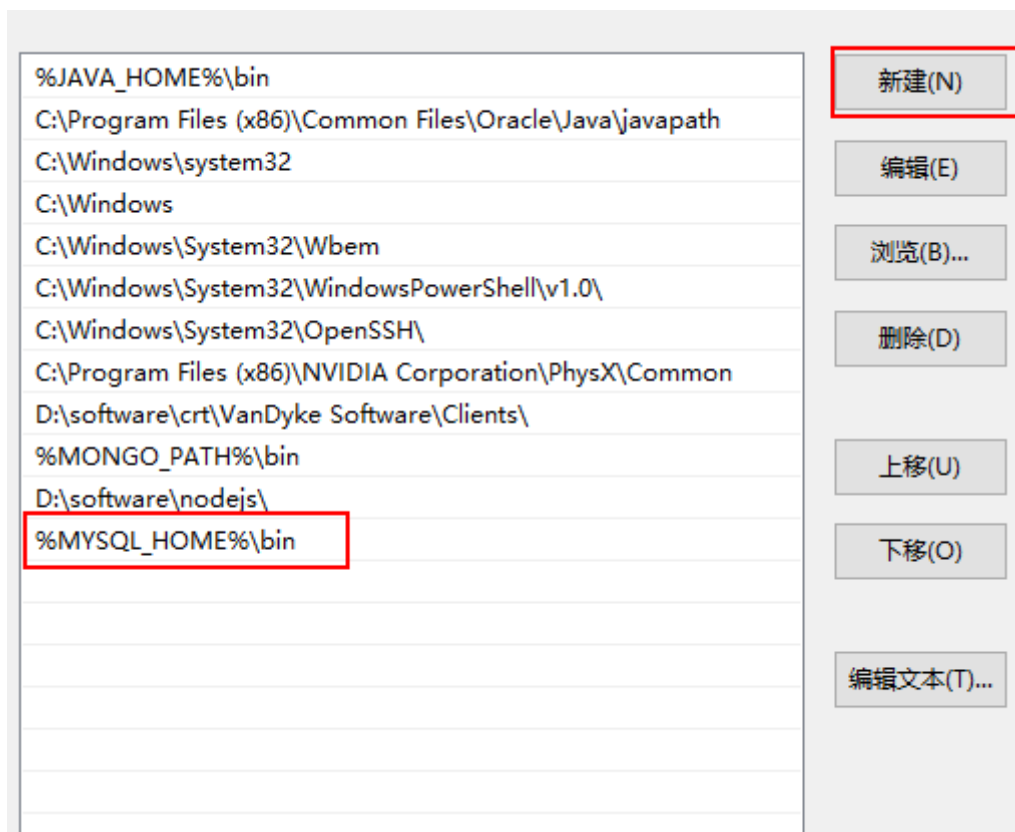 %JAVA_HOME%\bin
C:\Program Files (x86)\Common Files\Oracle\Java\javapath
C:\Windows\system32
C:\Windows
C:\Windows\System32\Wbem
C:\Windows\System32\WindowsPowerShell\v1.0\
C:\Windows\System32\OpenSSH\
C:\Program Files (x86)\NVIDIA Corporation\PhysX\Common
D:\software\crt\VanDyke Software\Clients\
%MONGO_PATH%\bin
D:\software\nodejs\
%MYSQL_HOME%\bin
新建(N)
编辑(E)
浏览(B)...
删除(D)
上移(U)
下移(O)
编辑文本(T)...